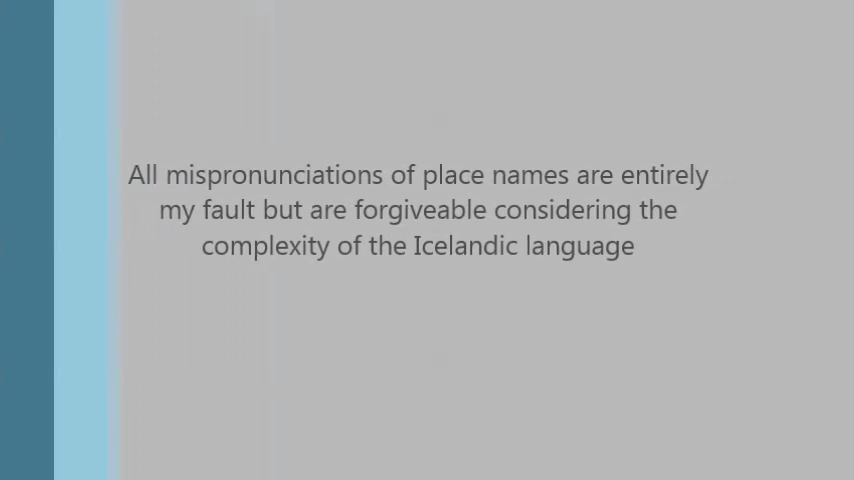 All mispronunciations of place names are entirely
my fault but are forgiveable considering the
complexity of the Icelandic language